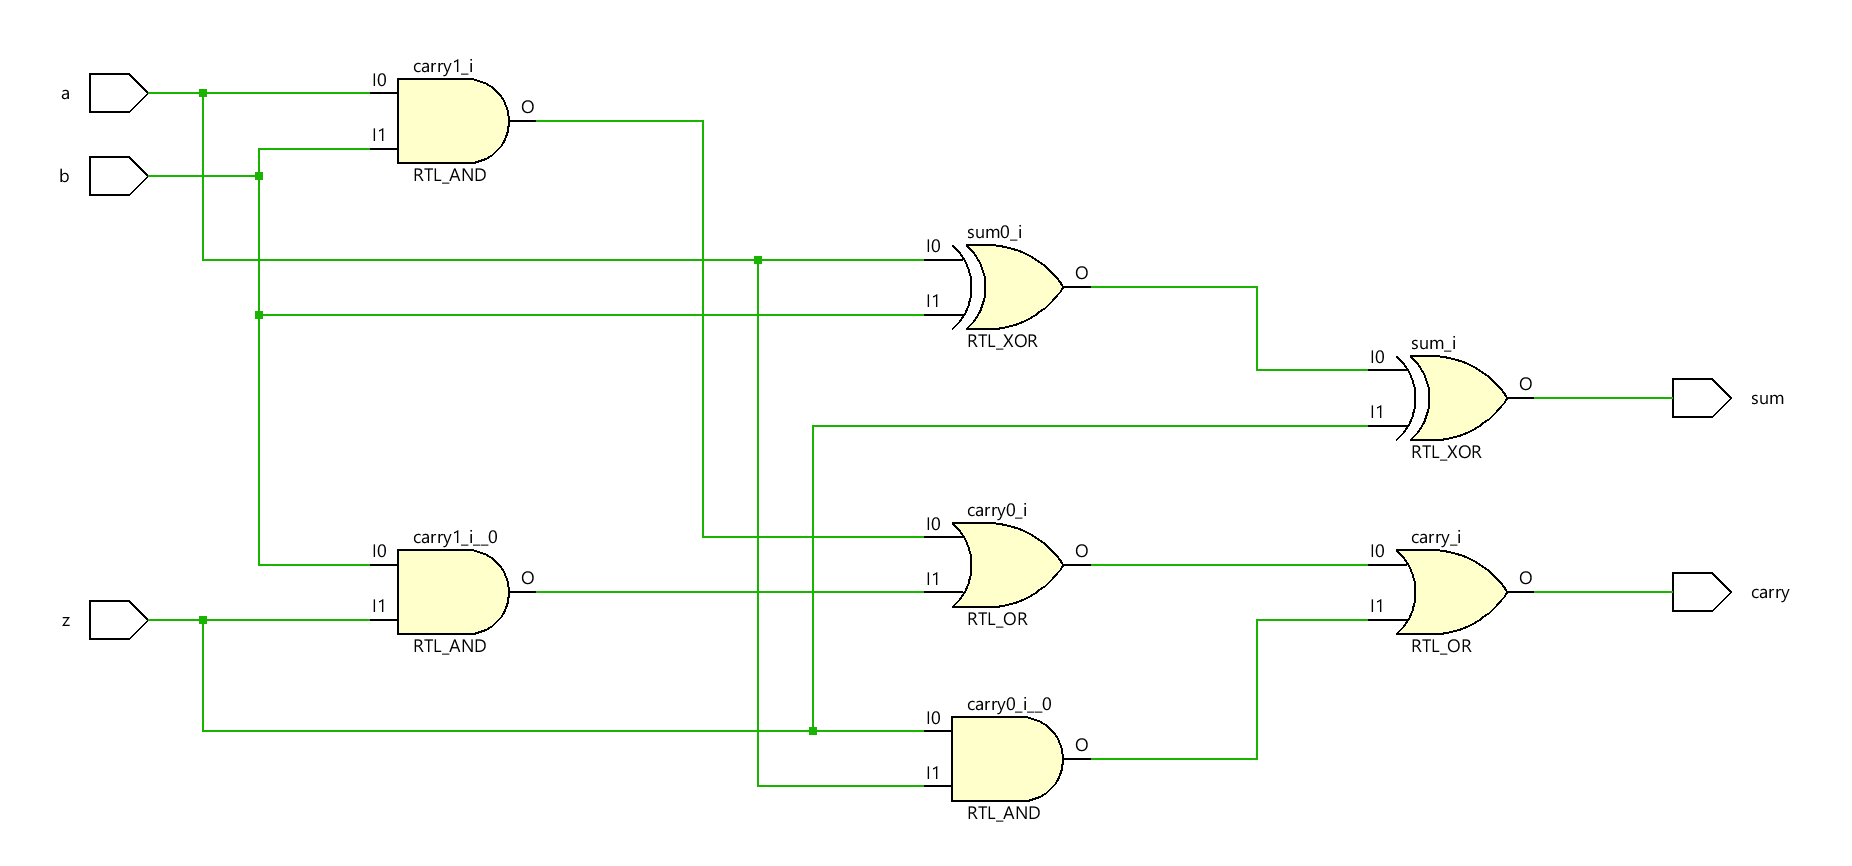 carry1_i
a
I0
O
I1
b
RTL_AND
sum0_i
I0
O
I1
RTL_XOR
sum_i
I0
O
sum
I1
RTL_XOR
carry0_i
I0
O
I1
RTL_OR
carry1_i__0
I0
O
I1
z
RTL_AND
carry_i
I0
O
carry
I1
RTL_OR
carry0_i__0
I0
O
I1
RTL_AND